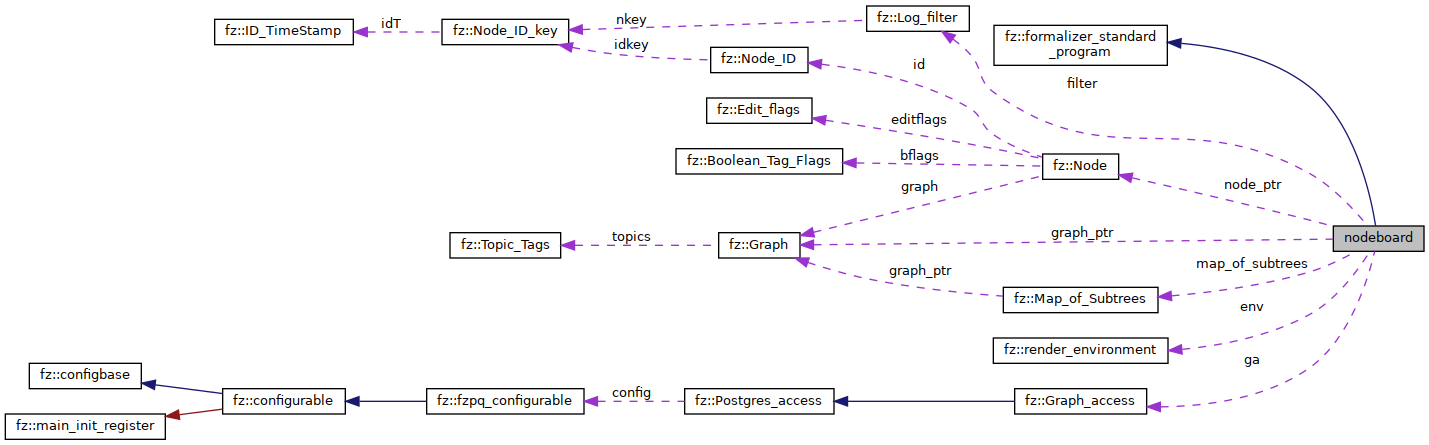 fz::Log_filter
nkey
idT
fz::ID_TimeStamp
fz::Node_ID_key
fz::formalizer_standard
_program
idkey
fz::Node_ID
id
filter
fz::Edit_flags
editflags
fz::Boolean_Tag_Flags
bflags
fz::Node
graph
node_ptr
topics
graph_ptr
nodeboard
fz::Topic_Tags
fz::Graph
graph_ptr
map_of_subtrees
fz::Map_of_Subtrees
env
fz::render_environment
ga
fz::configbase
config
fz::configurable
fz::fzpq_configurable
fz::Postgres_access
fz::Graph_access
fz::main_init_register